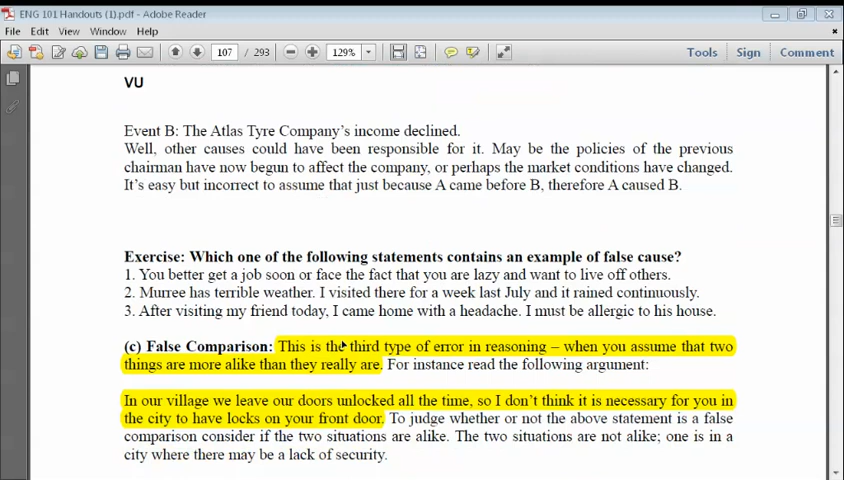 ENG 101 Handouts (1).pdf - Adobe Reader
File Edit View Window Help
107 / 293 129% Tools Sign Comment
VU
Event B: The Atlas Tyre Company's income declined.
Well, other causes could have been responsible for it. May be the policies of the previous
chairman have now begun to affect the company, or perhaps the market conditions have changed.
It's easy but incorrect to assume that just because A came before B, therefore A caused B.
Exercise: Which one of the following statements contains an example of false cause?
1. You better get a job soon or face the fact that you are lazy and want to live off others.
2. Murree has terrible weather. I visited there for a week last July and it rained continuously.
3. After visiting my friend today, I came home with a headache. I must be allergic to his house.
(c) False Comparison: This is the third type of error in reasoning – when you assume that two
things are more alike than they really are. For instance read the following argument:
In our village we leave our doors unlocked all the time, so I don't think it is necessary for you in
the city to have locks on your front door. To judge whether or not the above statement is a false
comparison consider if the two situations are alike. The two situations are not alike; one is in a
city where there may be a lack of security.